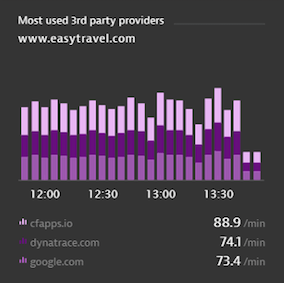 Most used 3rd party providers
www.easytravel.com
12:00 12:30 13:00 13:30
cfapps.io 88.9 /min
dynatrace.com 74.1 /min
google.com 73.4 /min